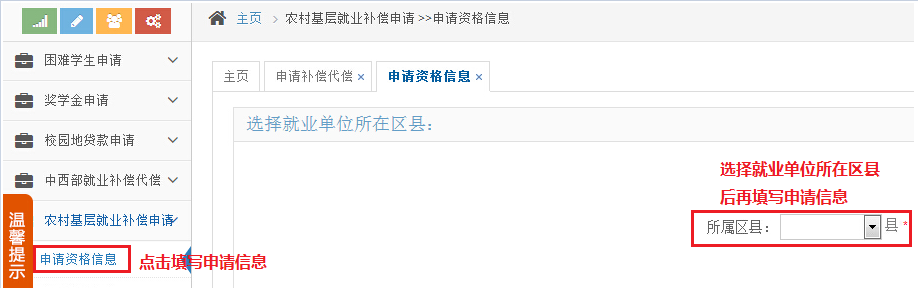 主页 > 农村基层就业补偿申请 >>申请资格信息
困难学生申请
奖学金申请
校园地贷款申请
中西部就业补偿代偿
农村基层就业补偿申请
申请资格信息
点击填写申请信息
温馨提示
主页 申请补偿代偿 × 申请资格信息 ×
选择就业单位所在区县：
选择就业单位所在区县
后再填写申请信息
所属区县： 县 *